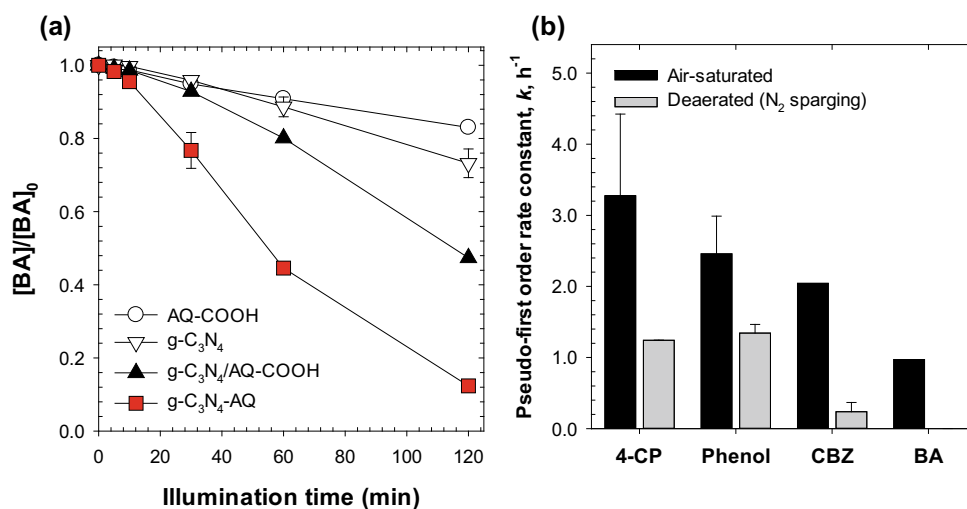 (a)
[BA]/[BA]₀
1.0
0.8
0.6
0.4
0.2
0.0
AQ-COOH
g-C₃N₄
g-C₃N₄/AQ-COOH
g-C₃N₄-AQ
0 20 40 60 80 100 120
Illumination time (min)
(b)
Pseudo-first order rate constant, k, h⁻¹
5.0
4.0
3.0
2.0
1.0
0.0
Air-saturated
Deaerated (N₂ sparging)
4-CP Phenol CBZ BA